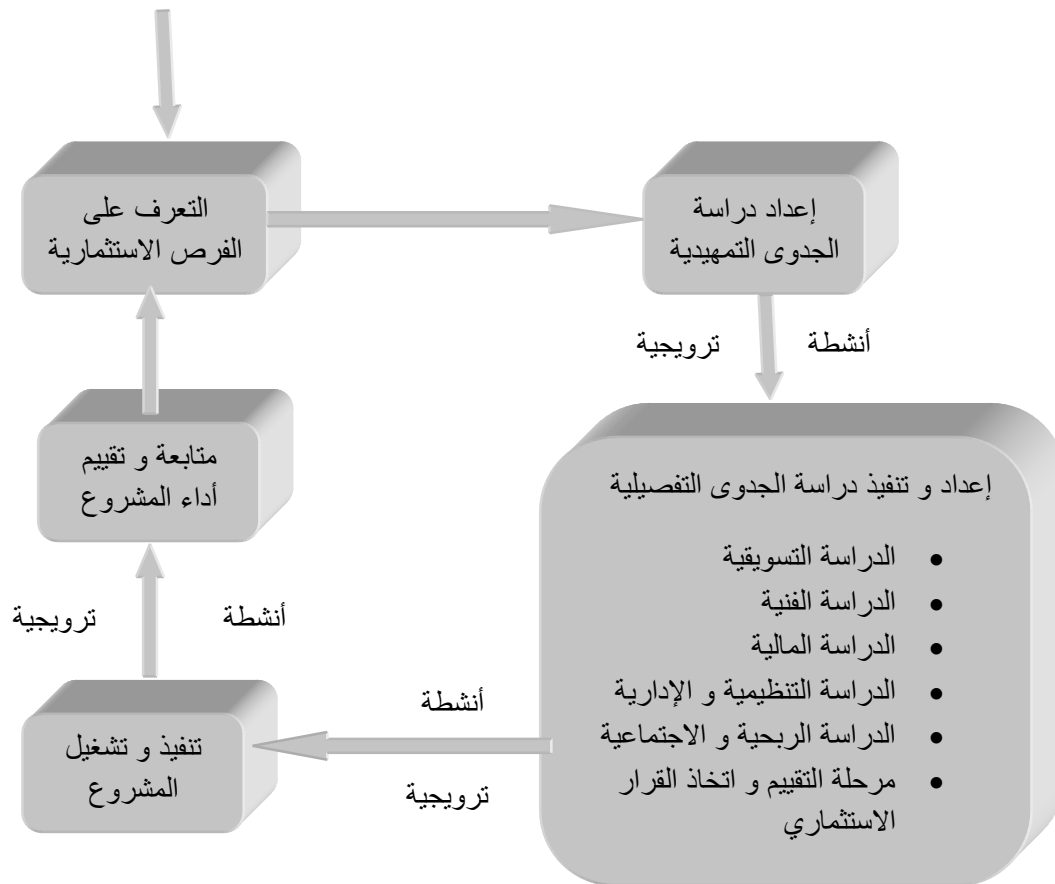 التعرف على
الفرص الاستثمارية
إعداد دراسة
الجدوى التمهيدية
أنشطة ترويجية
إعداد و تنفيذ دراسة الجدوى التفصيلية
• الدراسة التسويقية
• الدراسة الفنية
• الدراسة المالية
• الدراسة التنظيمية و الإدارية
• الدراسة الربحية و الاجتماعية
• مرحلة التقييم و اتخاذ القرار
الاستثماري
أنشطة
ترويجية
تنفيذ و تشغيل
المشروع
أنشطة ترويجية
متابعة و تقييم
أداء المشروع